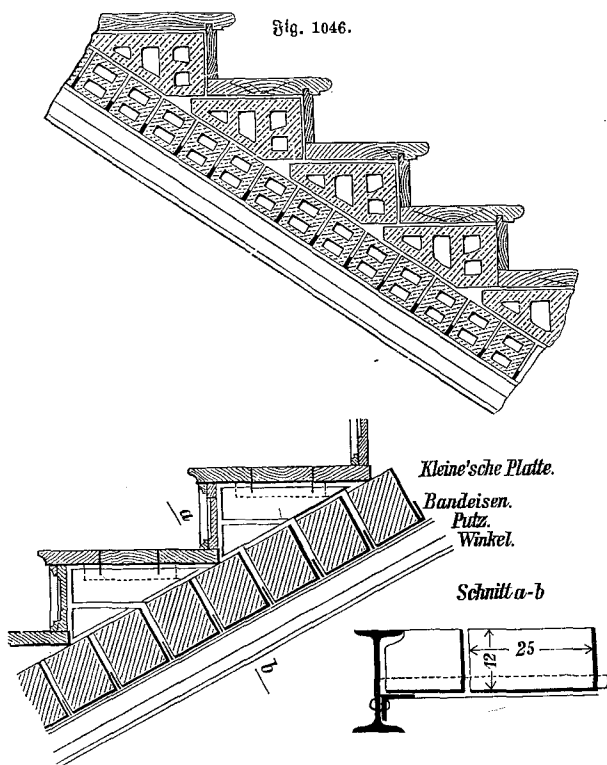 Fig. 1046.
a
b
Kleine'sche Platte.
Bandeisen.
Putz.
Winkel.
Schnitt a-b
12
25